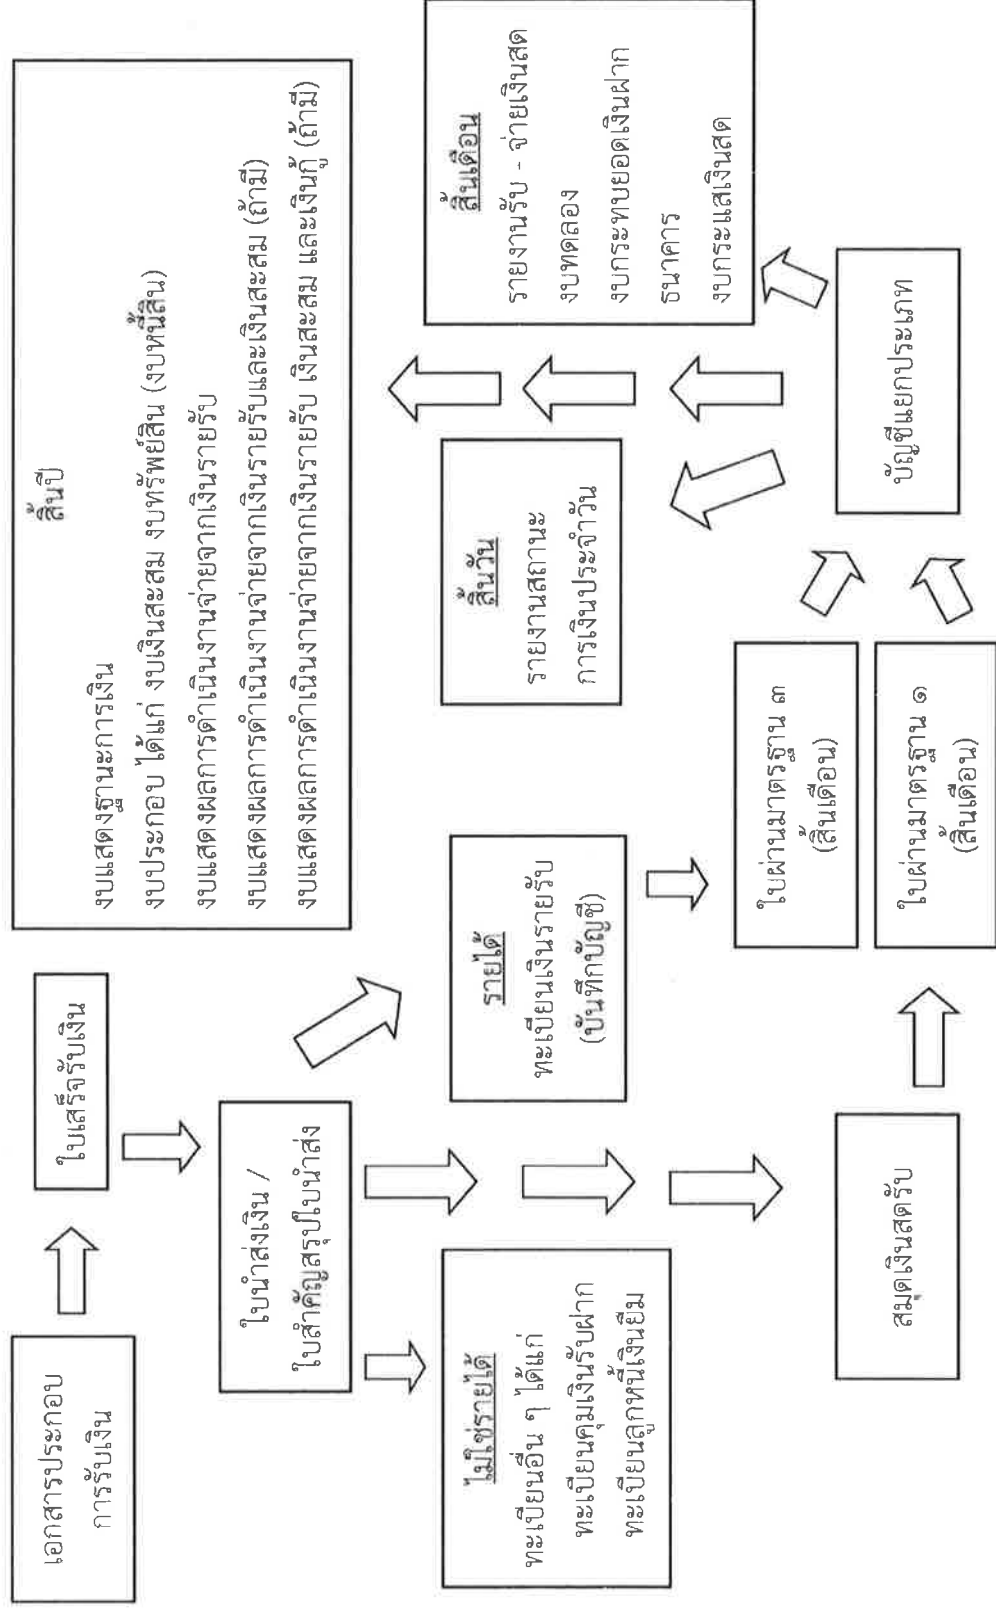 เอกสารประกอบ
การรับเงิน
ใบเสร็จรับเงิน
ใบนำส่งเงิน /
ใบสำคัญสรุปใบนำส่ง
ไม่ใช่รายได้
ทะเบียนอื่น ๆ ได้แก่
ทะเบียนคุมเงินรับฝาก
ทะเบียนลูกหนี้เงินยืม
รายได้
ทะเบียนเงินรายรับ
(บันทึกบัญชี)
สมุดเงินสดรับ
ใบผ่านมาตรฐาน ๓
(สิ้นเดือน)
ใบผ่านมาตรฐาน ๑
(สิ้นเดือน)
บัญชีแยกประเภท
สิ้นวัน
รายงานสถานะ
การเงินประจำวัน
สิ้นเดือน
รายงานรับ - จ่ายเงินสด
งบทดลอง
งบกระทบยอดเงินฝาก
ธนาคาร
งบกระแสเงินสด
สิ้นปี
งบแสดงฐานะการเงิน
งบประกอบ ได้แก่ งบเงินสะสม งบทรัพย์สิน (งบหนี้สิน)
งบแสดงผลการดำเนินงานจ่ายจากเงินรายรับ
งบแสดงผลการดำเนินงานจ่ายจากเงินรายรับและเงินสะสม (ถ้ามี)
งบแสดงผลการดำเนินงานจ่ายจากเงินรายรับ เงินสะสม และเงินกู้ (ถ้ามี)